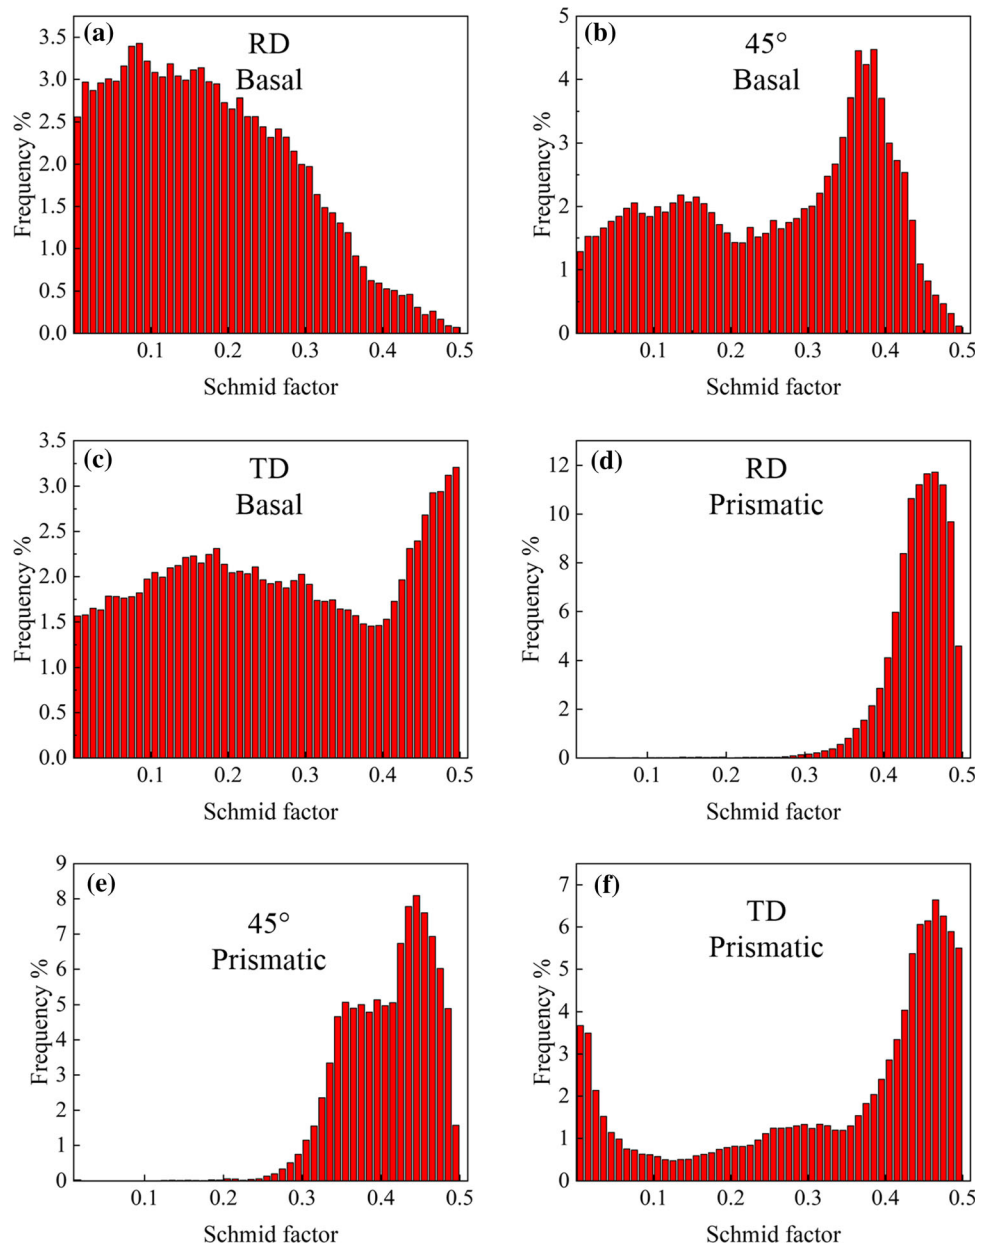 (a)
RD
Basal
Frequency %
3.5
3.0
2.5
2.0
1.5
1.0
0.5
0.0
0.1 0.2 0.3 0.4 0.5
Schmid factor
(b)
45°
Basal
Frequency %
5
4
3
2
1
0
0.1 0.2 0.3 0.4 0.5
Schmid factor
(c)
TD
Basal
Frequency %
3.5
3.0
2.5
2.0
1.5
1.0
0.5
0.0
0.1 0.2 0.3 0.4 0.5
Schmid factor
(d)
RD
Prismatic
Frequency %
12
10
8
6
4
2
0
0.1 0.2 0.3 0.4 0.5
Schmid factor
(e)
45°
Prismatic
Frequency %
9
8
7
6
5
4
3
2
1
0
0.1 0.2 0.3 0.4 0.5
Schmid factor
(f)
TD
Prismatic
Frequency %
7
6
5
4
3
2
1
0
0.1 0.2 0.3 0.4 0.5
Schmid factor